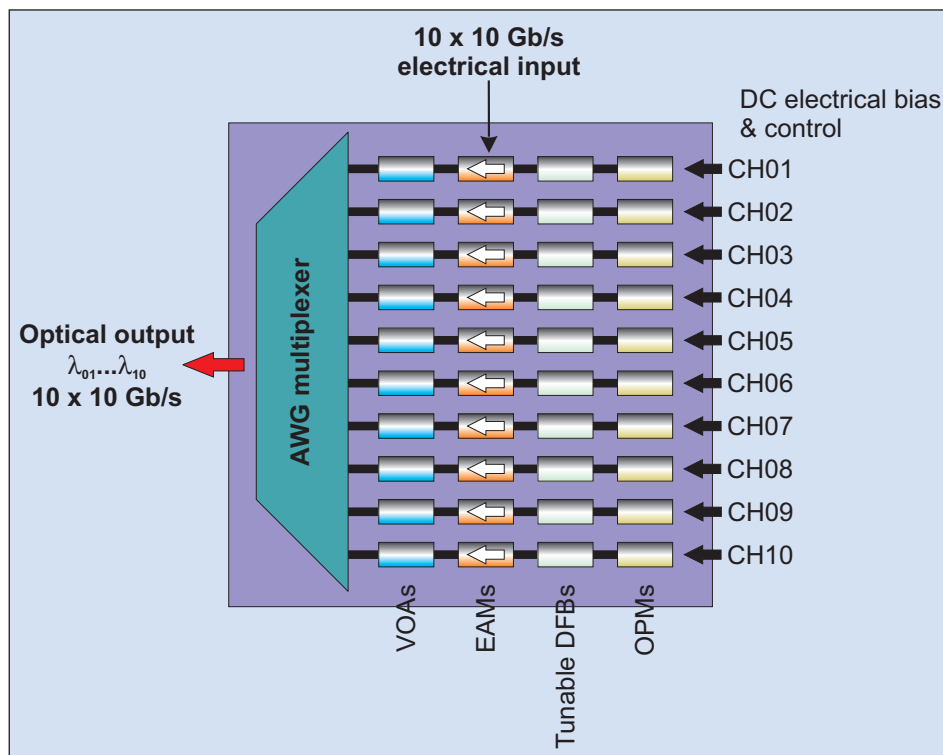 10 x 10 Gb/s
electrical input
DC electrical bias
& control
CH01
CH02
CH03
CH04
CH05
CH06
CH07
CH08
CH09
CH10
AWG multiplexer
Optical output
λ01...λ10
10 x 10 Gb/s
VOAs
EAMs
Tunable DFBs
OPMs